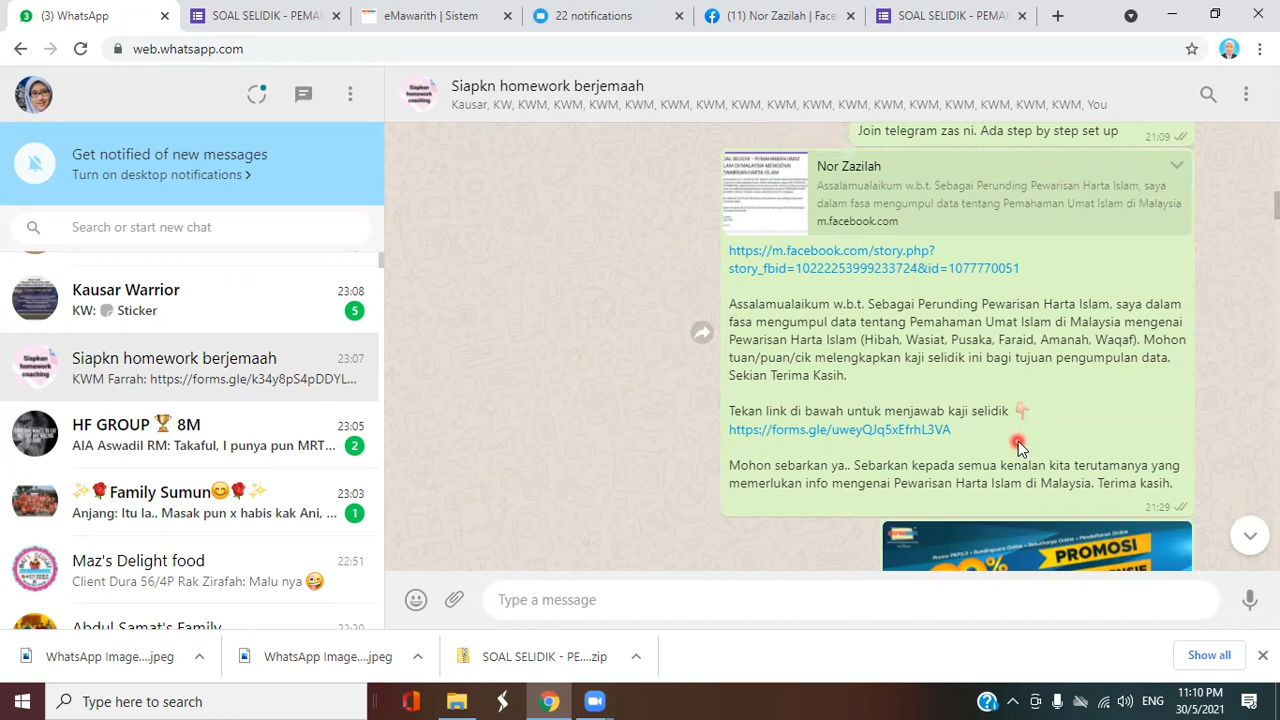 (3) WhatsApp
SOAL SELIDIK - PEMA
eMawarith | Sistem
22 notifications
(11) Nor Zazilah | Face
SOAL SELIDIK - PEMA
web.whatsapp.com
Siapkn homework berjemaah
Kausar, KW, KWM, KWM, KWM, KWM, KWM, KWM, KWM, KWM, KWM, KWM, KWM, KWM, KWM, KWM, KWM, You
Get notified of new messages
Turn on desktop notifications>
Search or start new chat
Kausar Warrior
23:08
KW: Sticker
5
Siapkn homework berjemaah
23:07
KWM Farrah: https://forms.gle/k34y8pS4pDDYL...
HF GROUP 🏆 8M
23:05
AIA Aswadil RM: Takaful, I punya pun MRT...
2
✨🌹Family Sumun😊🌹✨
23:03
Anjang: Itu la.. Masak pun x habis kak Ani, ...
1
Maz's Delight food
22:51
Client Dura 56/4P Rak Zirafah: Malu nya 🤪
Abdul Samat's Family
Join telegram zas ni. Ada step by step set up
21:09
Nor Zazilah
Assalamualaikum w.b.t. Sebagai Perunding Pewarisan Harta Islam, saya
dalam fasa mengumpul data tentang Pemahaman Umat Islam di Malaysia
m.facebook.com
https://m.facebook.com/story.php?
story_fbid=10222253999233724&id=1077770051
Assalamualaikum w.b.t. Sebagai Perunding Pewarisan Harta Islam, saya dalam
fasa mengumpul data tentang Pemahaman Umat Islam di Malaysia mengenai
Pewarisan Harta Islam (Hibah, Wasiat, Pusaka, Faraid, Amanah, Waqaf). Mohon
tuan/puan/cik melengkapkan kaji selidik ini bagi tujuan pengumpulan data.
Sekian Terima Kasih.
Tekan link di bawah untuk menjawab kaji selidik 👇🏻
https://forms.gle/uweyQJq5xEfrhL3VA
Mohon sebarkan ya.. Sebarkan kepada semua kenalan kita terutamanya yang
memerlukan info mengenai Pewarisan Harta Islam di Malaysia. Terima kasih.
21:29
PROMOSI
Type a message
WhatsApp Image....jpeg
WhatsApp Image....jpeg
SOAL SELIDIK - PE....zip
Show all
Type here to search
ENG
11:10 PM
30/5/2021